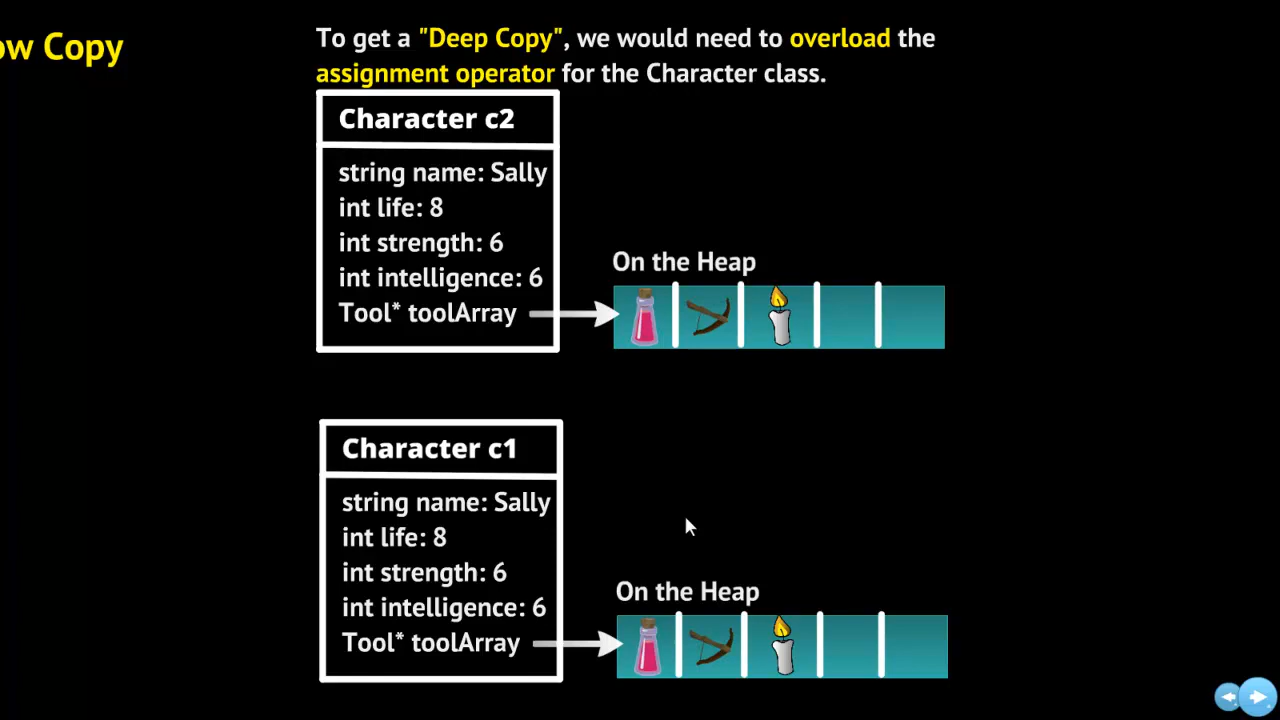 ow Copy
To get a "Deep Copy", we would need to overload the
assignment operator for the Character class.
Character c2
string name: Sally
int life: 8
int strength: 6
int intelligence: 6
Tool* toolArray
On the Heap
Character c1
string name: Sally
int life: 8
int strength: 6
int intelligence: 6
Tool* toolArray
On the Heap